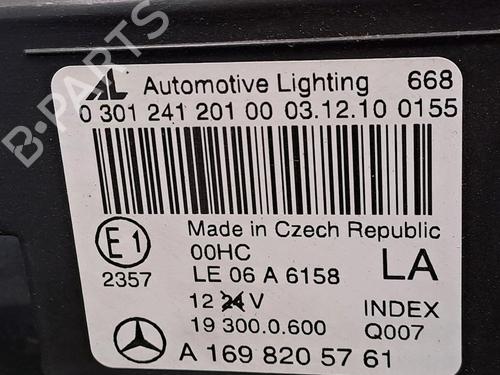 AL Automotive Lighting 668
0 301 241 201 00 03.12.10 0155
Made in Czech Republic
E1 00HC LA
2357 LE 06 A 6158
12 24 V INDEX
19 300.0.600 Q007
A 169 820 57 61
B-PARTS